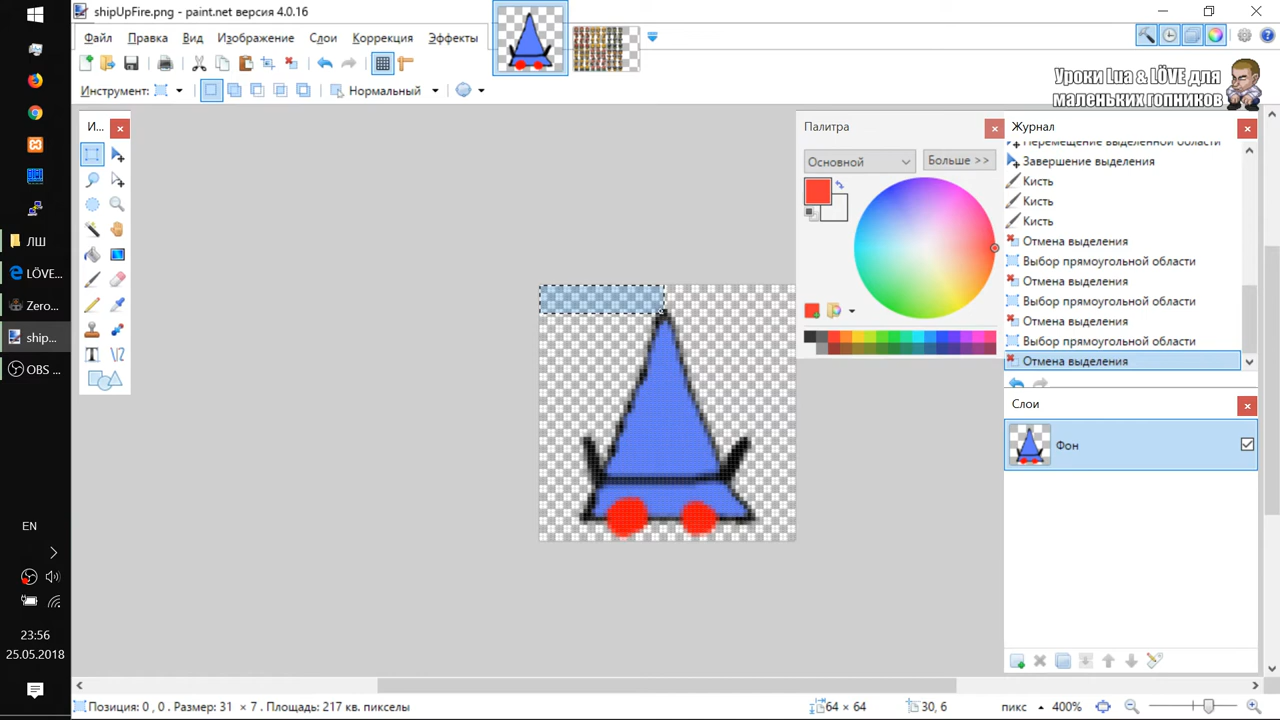 shipUpFire.png - paint.net версия 4.0.16
Файл Правка Вид Изображение Слои Коррекция Эффекты
Инструмент: Нормальный
Уроки Lua & LÖVE для
маленьких гопников
И...
Палитра
Основной
Больше >>
Журнал
Перемещение выделенной области
Завершение выделения
Кисть
Кисть
Кисть
Отмена выделения
Выбор прямоугольной области
Отмена выделения
Выбор прямоугольной области
Отмена выделения
Выбор прямоугольной области
Отмена выделения
Слои
Фон
ЛШ
LÖVE...
Zero...
ship...
OBS ...
EN
23:56
25.05.2018
Позиция: 0 , 0 . Размер: 31 × 7 . Площадь: 217 кв. пикселы
64 × 64
30, 6
пикс
400%